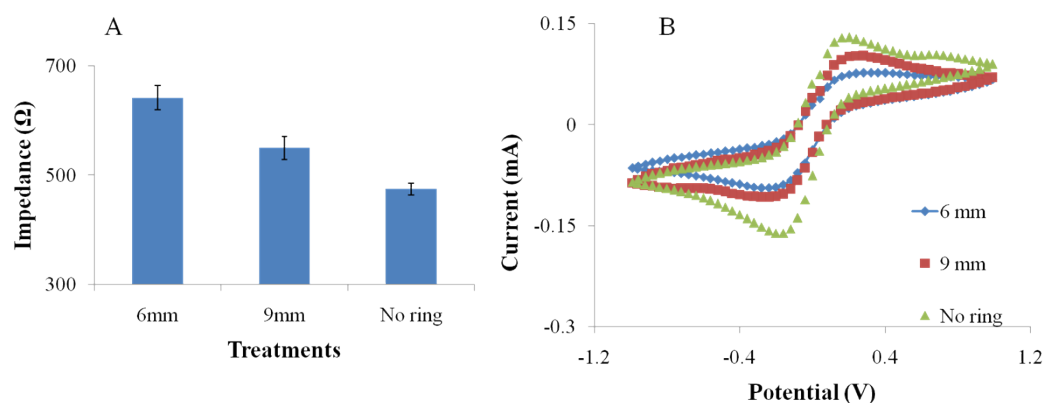 A
700
500
300
Impedance (Ω)
6mm
9mm
No ring
Treatments
B
0.15
0
-0.15
-0.3
Current (mA)
6 mm
9 mm
No ring
-1.2
-0.4
0.4
1.2
Potential (V)